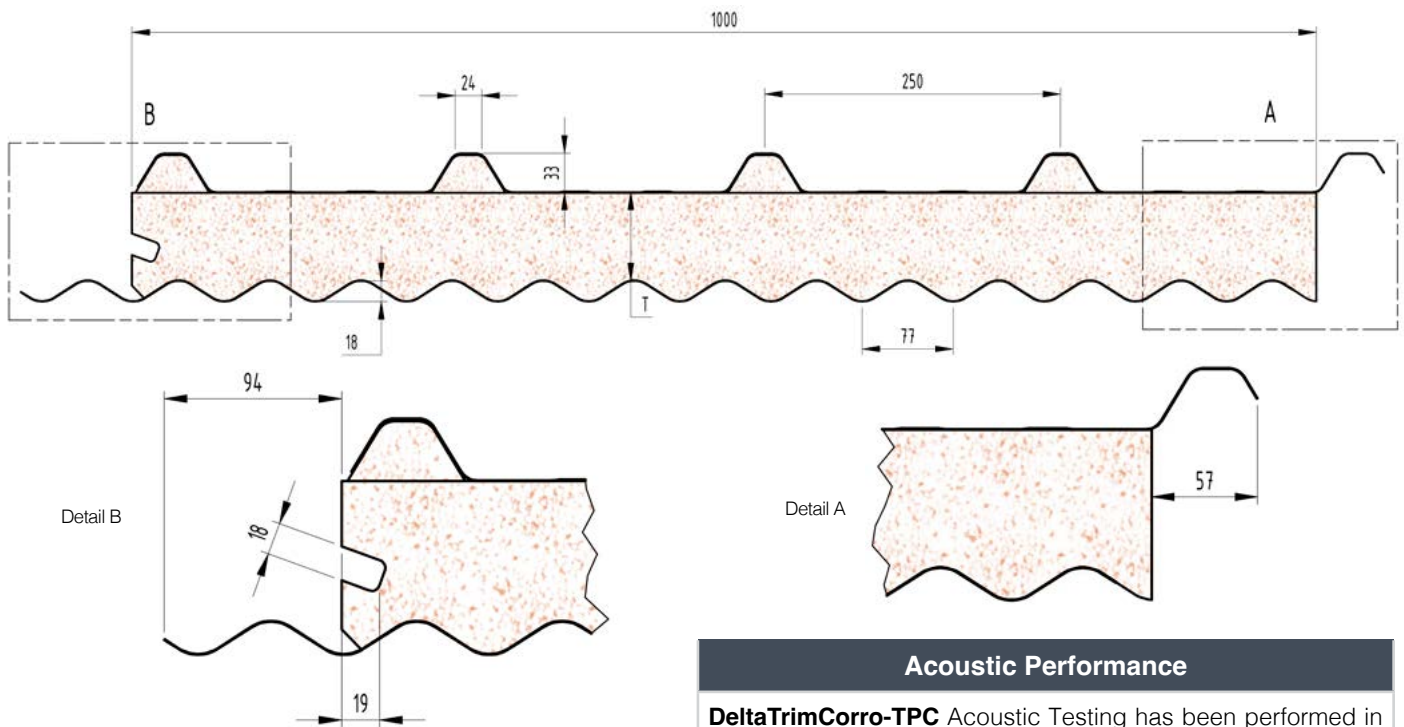 1000
24
250
B
A
33
T
18
77
94
Detail B
18
19
Detail A
57
Acoustic Performance
DeltaTrimCorro-TPC Acoustic Testing has been performed in